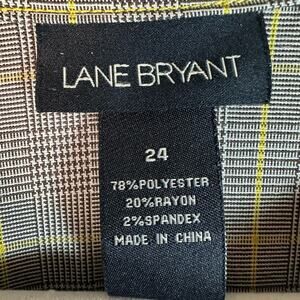 LANE BRYANT
24
78%POLYESTER
20%RAYON
2%SPANDEX
MADE IN CHINA